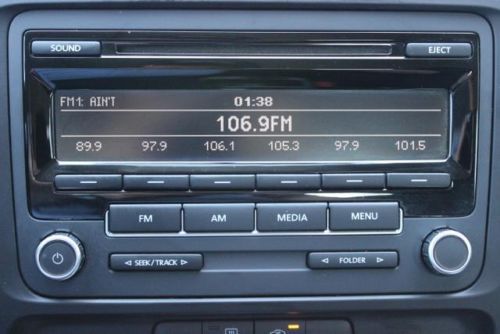 SOUND EJECT
FM1: AIN'T 01:38
106.9FM
89.9 97.9 106.1 105.3 97.9 101.5
FM AM MEDIA MENU
SEEK/TRACK FOLDER